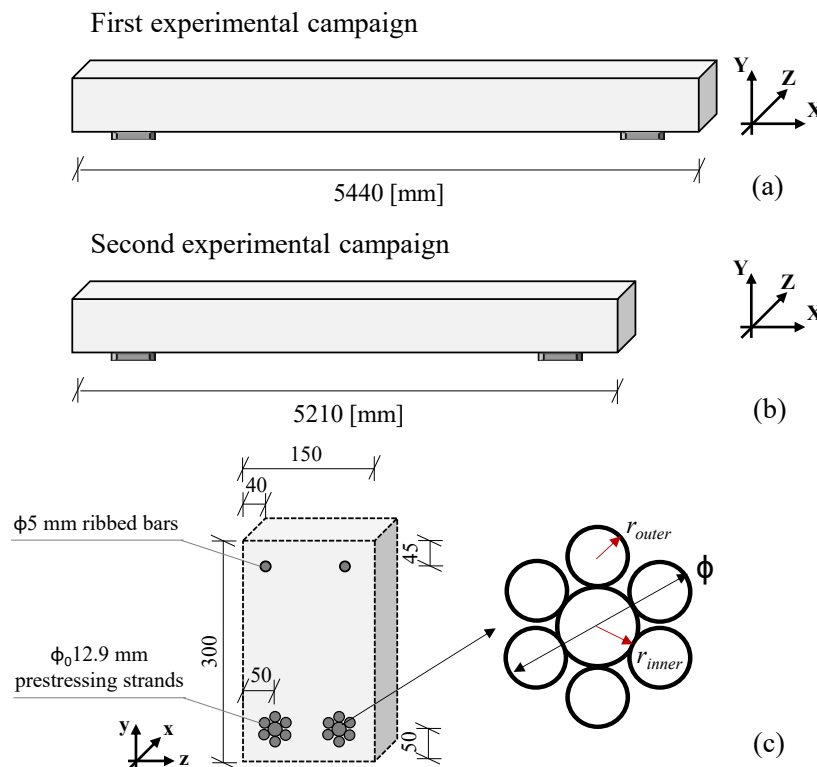 First experimental campaign
Y
Z
X
5440 [mm]
(a)
Second experimental campaign
Y
Z
X
5210 [mm]
(b)
150
40
ϕ5 mm ribbed bars
45
r_outer
ϕ
300
ϕ₀12.9 mm
prestressing strands
50
r_inner
y
x
z
50
(c)